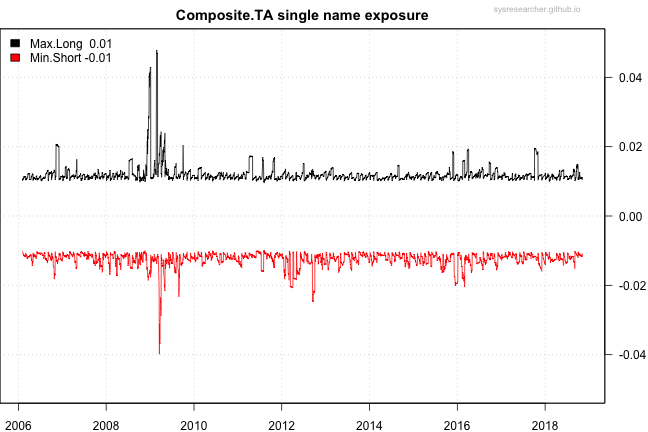 Composite.TA single name exposure
sysresearcher.github.io
Max.Long 0.01
Min.Short -0.01
0.04
0.02
0.00
-0.02
-0.04
2006 2008 2010 2012 2014 2016 2018